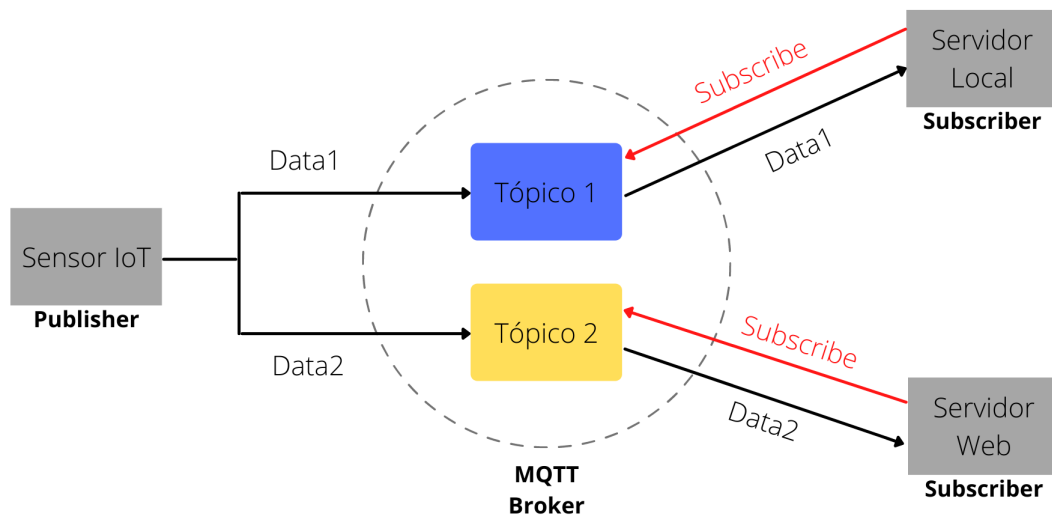 Servidor
Local
Subscriber
Subscribe
Data1
Data1
Tópico 1
Sensor IoT
Publisher
Tópico 2
Data2
Subscribe
Data2
Servidor
Web
Subscriber
MQTT
Broker